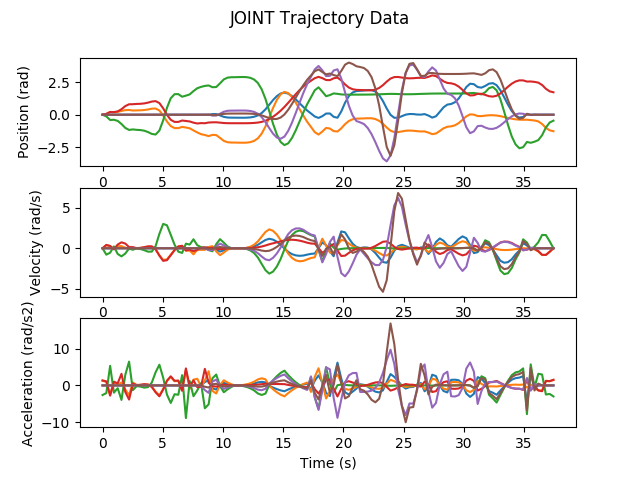 JOINT Trajectory Data
Position (rad)
2.5
0.0
−2.5
0 5 10 15 20 25 30 35
Velocity (rad/s)
5
0
−5
0 5 10 15 20 25 30 35
Acceleration (rad/s2)
10
0
−10
0 5 10 15 20 25 30 35
Time (s)